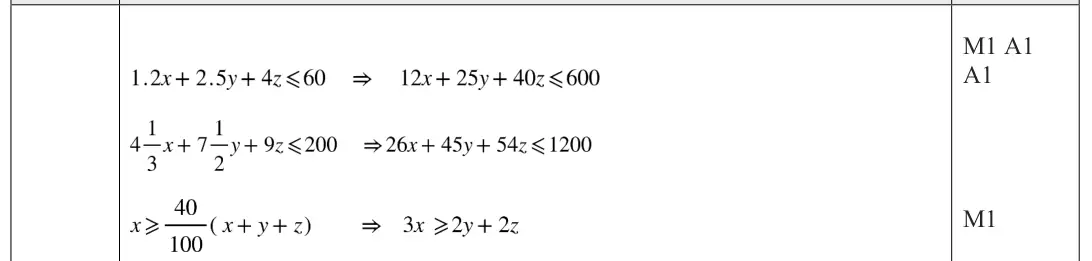 M1 A1
1.2x + 2.5y + 4z ⩽ 60 ⇒ 12x + 25y + 40z ⩽ 600 A1
4 1/3 x + 7 1/2 y + 9z ⩽ 200 ⇒ 26x + 45y + 54z ⩽ 1200
x ⩾ 40/100 (x + y + z) ⇒ 3x ⩾ 2y + 2z M1